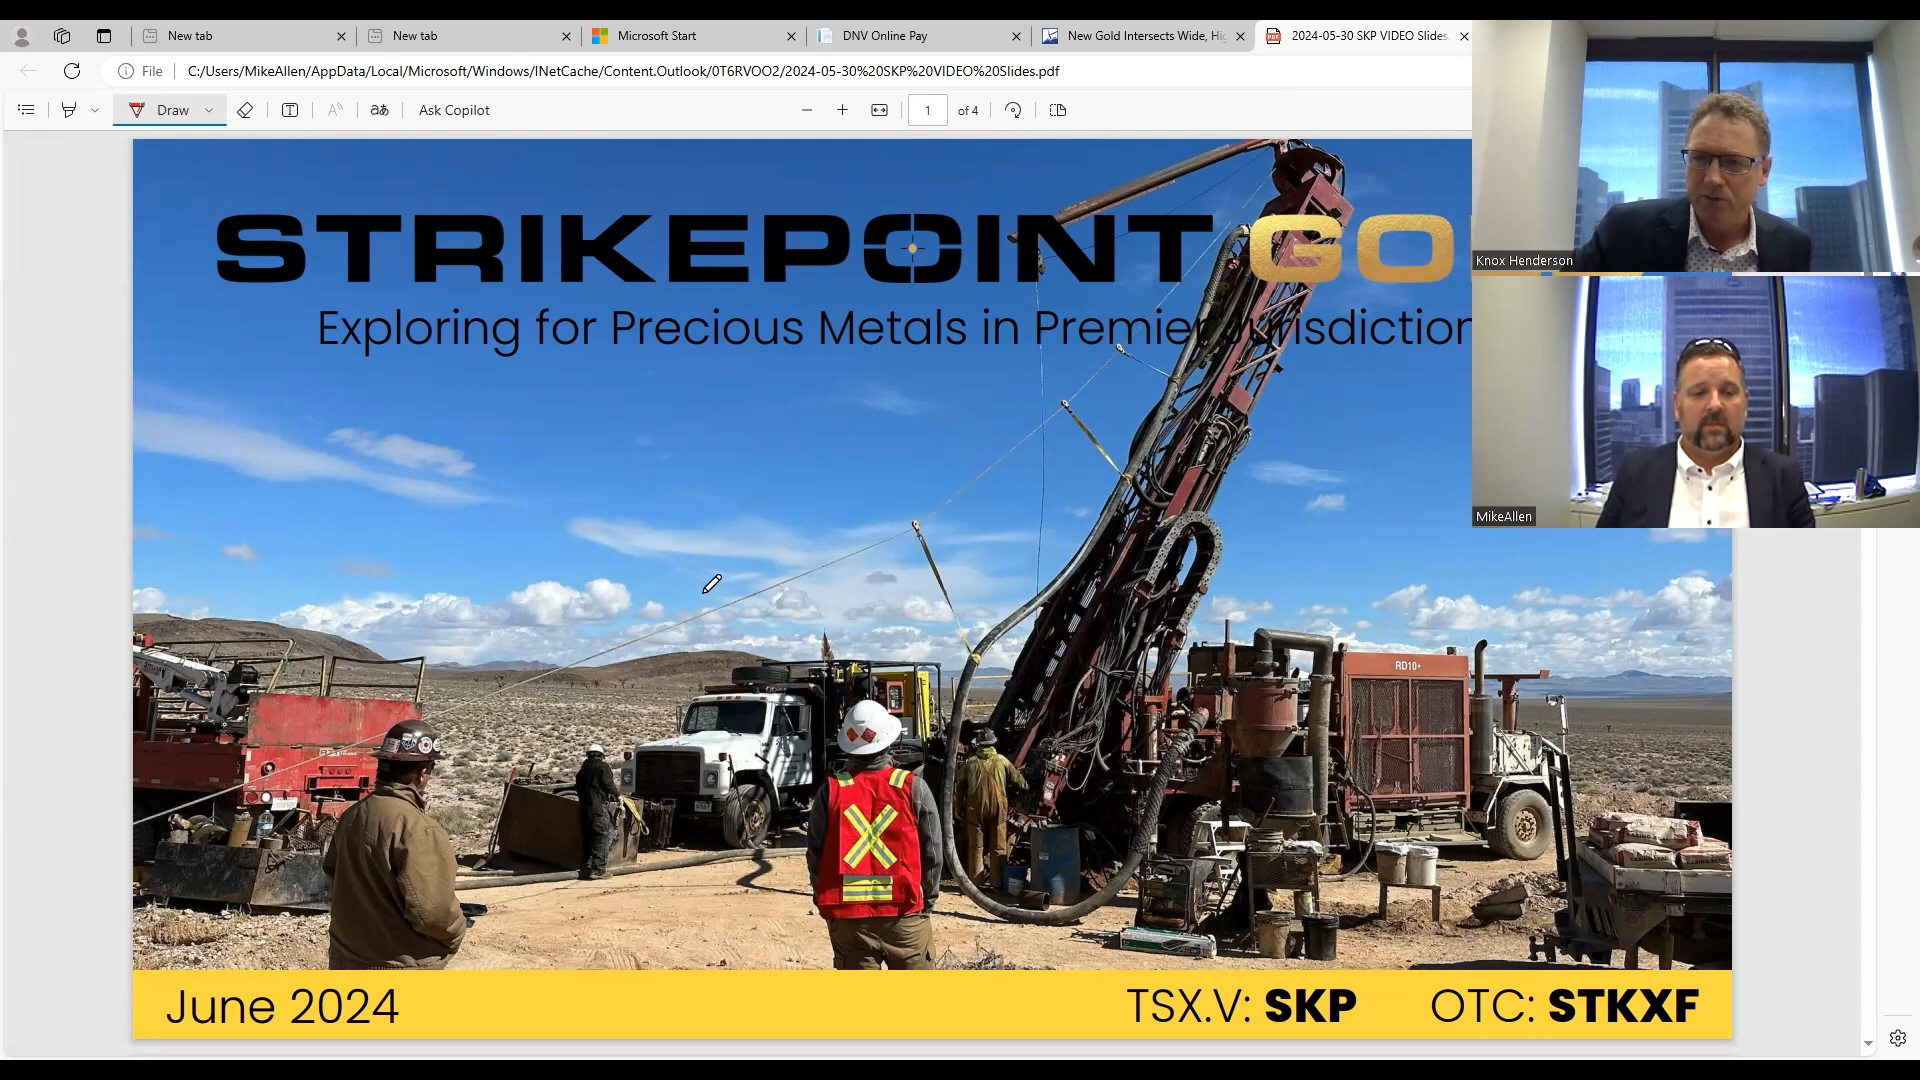 New tab
New tab
Microsoft Start
DNV Online Pay
New Gold Intersects Wide, Hig
2024-05-30 SKP VIDEO Slides.
File
C:/Users/MikeAllen/AppData/Local/Microsoft/Windows/INetCache/Content.Outlook/0T6RVOO2/2024-05-30%20SKP%20VIDEO%20Slides.pdf
Draw
Ask Copilot
1 of 4
STRIKEPOINT GO
Exploring for Precious Metals in Premier Jurisdiction
Knox Henderson
MikeAllen
RD10+
June 2024
TSX.V: SKP
OTC: STKXF